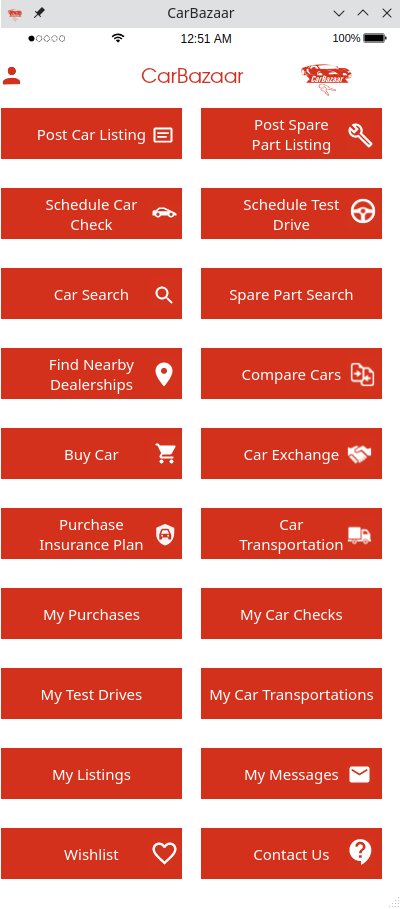 CarBazaar
12:51 AM
100%
CarBazaar
CarBazaar
Post Car Listing
Post Spare
Part Listing
Schedule Car
Check
Schedule Test
Drive
Car Search
Spare Part Search
Find Nearby
Dealerships
Compare Cars
Buy Car
Car Exchange
Purchase
Insurance Plan
Car
Transportation
My Purchases
My Car Checks
My Test Drives
My Car Transportations
My Listings
My Messages
Wishlist
Contact Us